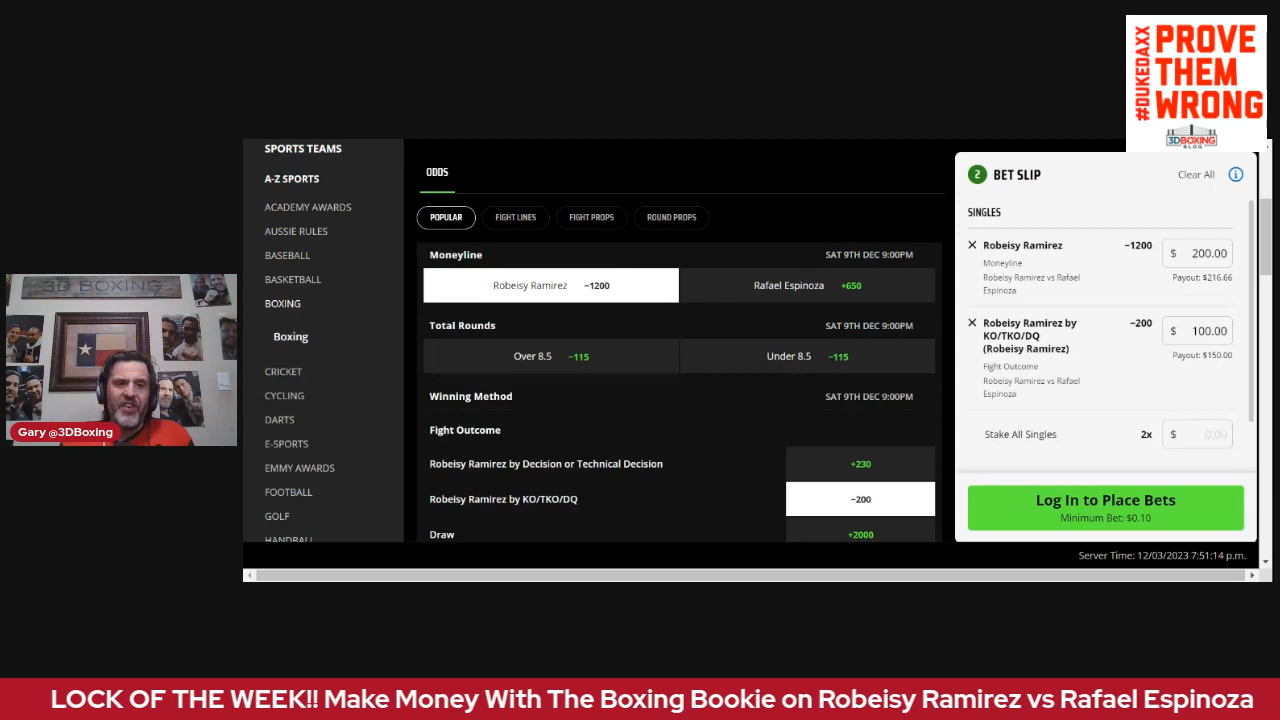 #DUKEDAXX
PROVE
THEM
WRONG
3DBOXING
BLOG
SPORTS TEAMS
A-Z SPORTS
ACADEMY AWARDS
AUSSIE RULES
BASEBALL
BASKETBALL
BOXING
Boxing
CRICKET
CYCLING
DARTS
E-SPORTS
EMMY AWARDS
FOOTBALL
GOLF
HANDBALL
ODDS
POPULAR FIGHT LINES FIGHT PROPS ROUND PROPS
Moneyline SAT 9TH DEC 9:00PM
Robeisy Ramirez −1200 Rafael Espinoza +650
Total Rounds SAT 9TH DEC 9:00PM
Over 8.5 −115 Under 8.5 −115
Winning Method SAT 9TH DEC 9:00PM
Fight Outcome
Robeisy Ramirez by Decision or Technical Decision +230
Robeisy Ramirez by KO/TKO/DQ −200
Draw +2000
2 BET SLIP Clear All
SINGLES
Robeisy Ramirez −1200 $ 200.00
Moneyline
Payout: $216.66
Robeisy Ramirez vs Rafael
Espinoza
Robeisy Ramirez by −200 $ 100.00
KO/TKO/DQ
(Robeisy Ramirez)
Payout: $150.00
Fight Outcome
Robeisy Ramirez vs Rafael
Espinoza
Stake All Singles 2x $ 0.00
Log In to Place Bets
Minimum Bet: $0.10
Server Time: 12/03/2023 7:51:14 p.m.
3D BOXING
Gary @3DBoxing
LOCK OF THE WEEK!! Make Money With The Boxing Bookie on Robeisy Ramirez vs Rafael Espinoza